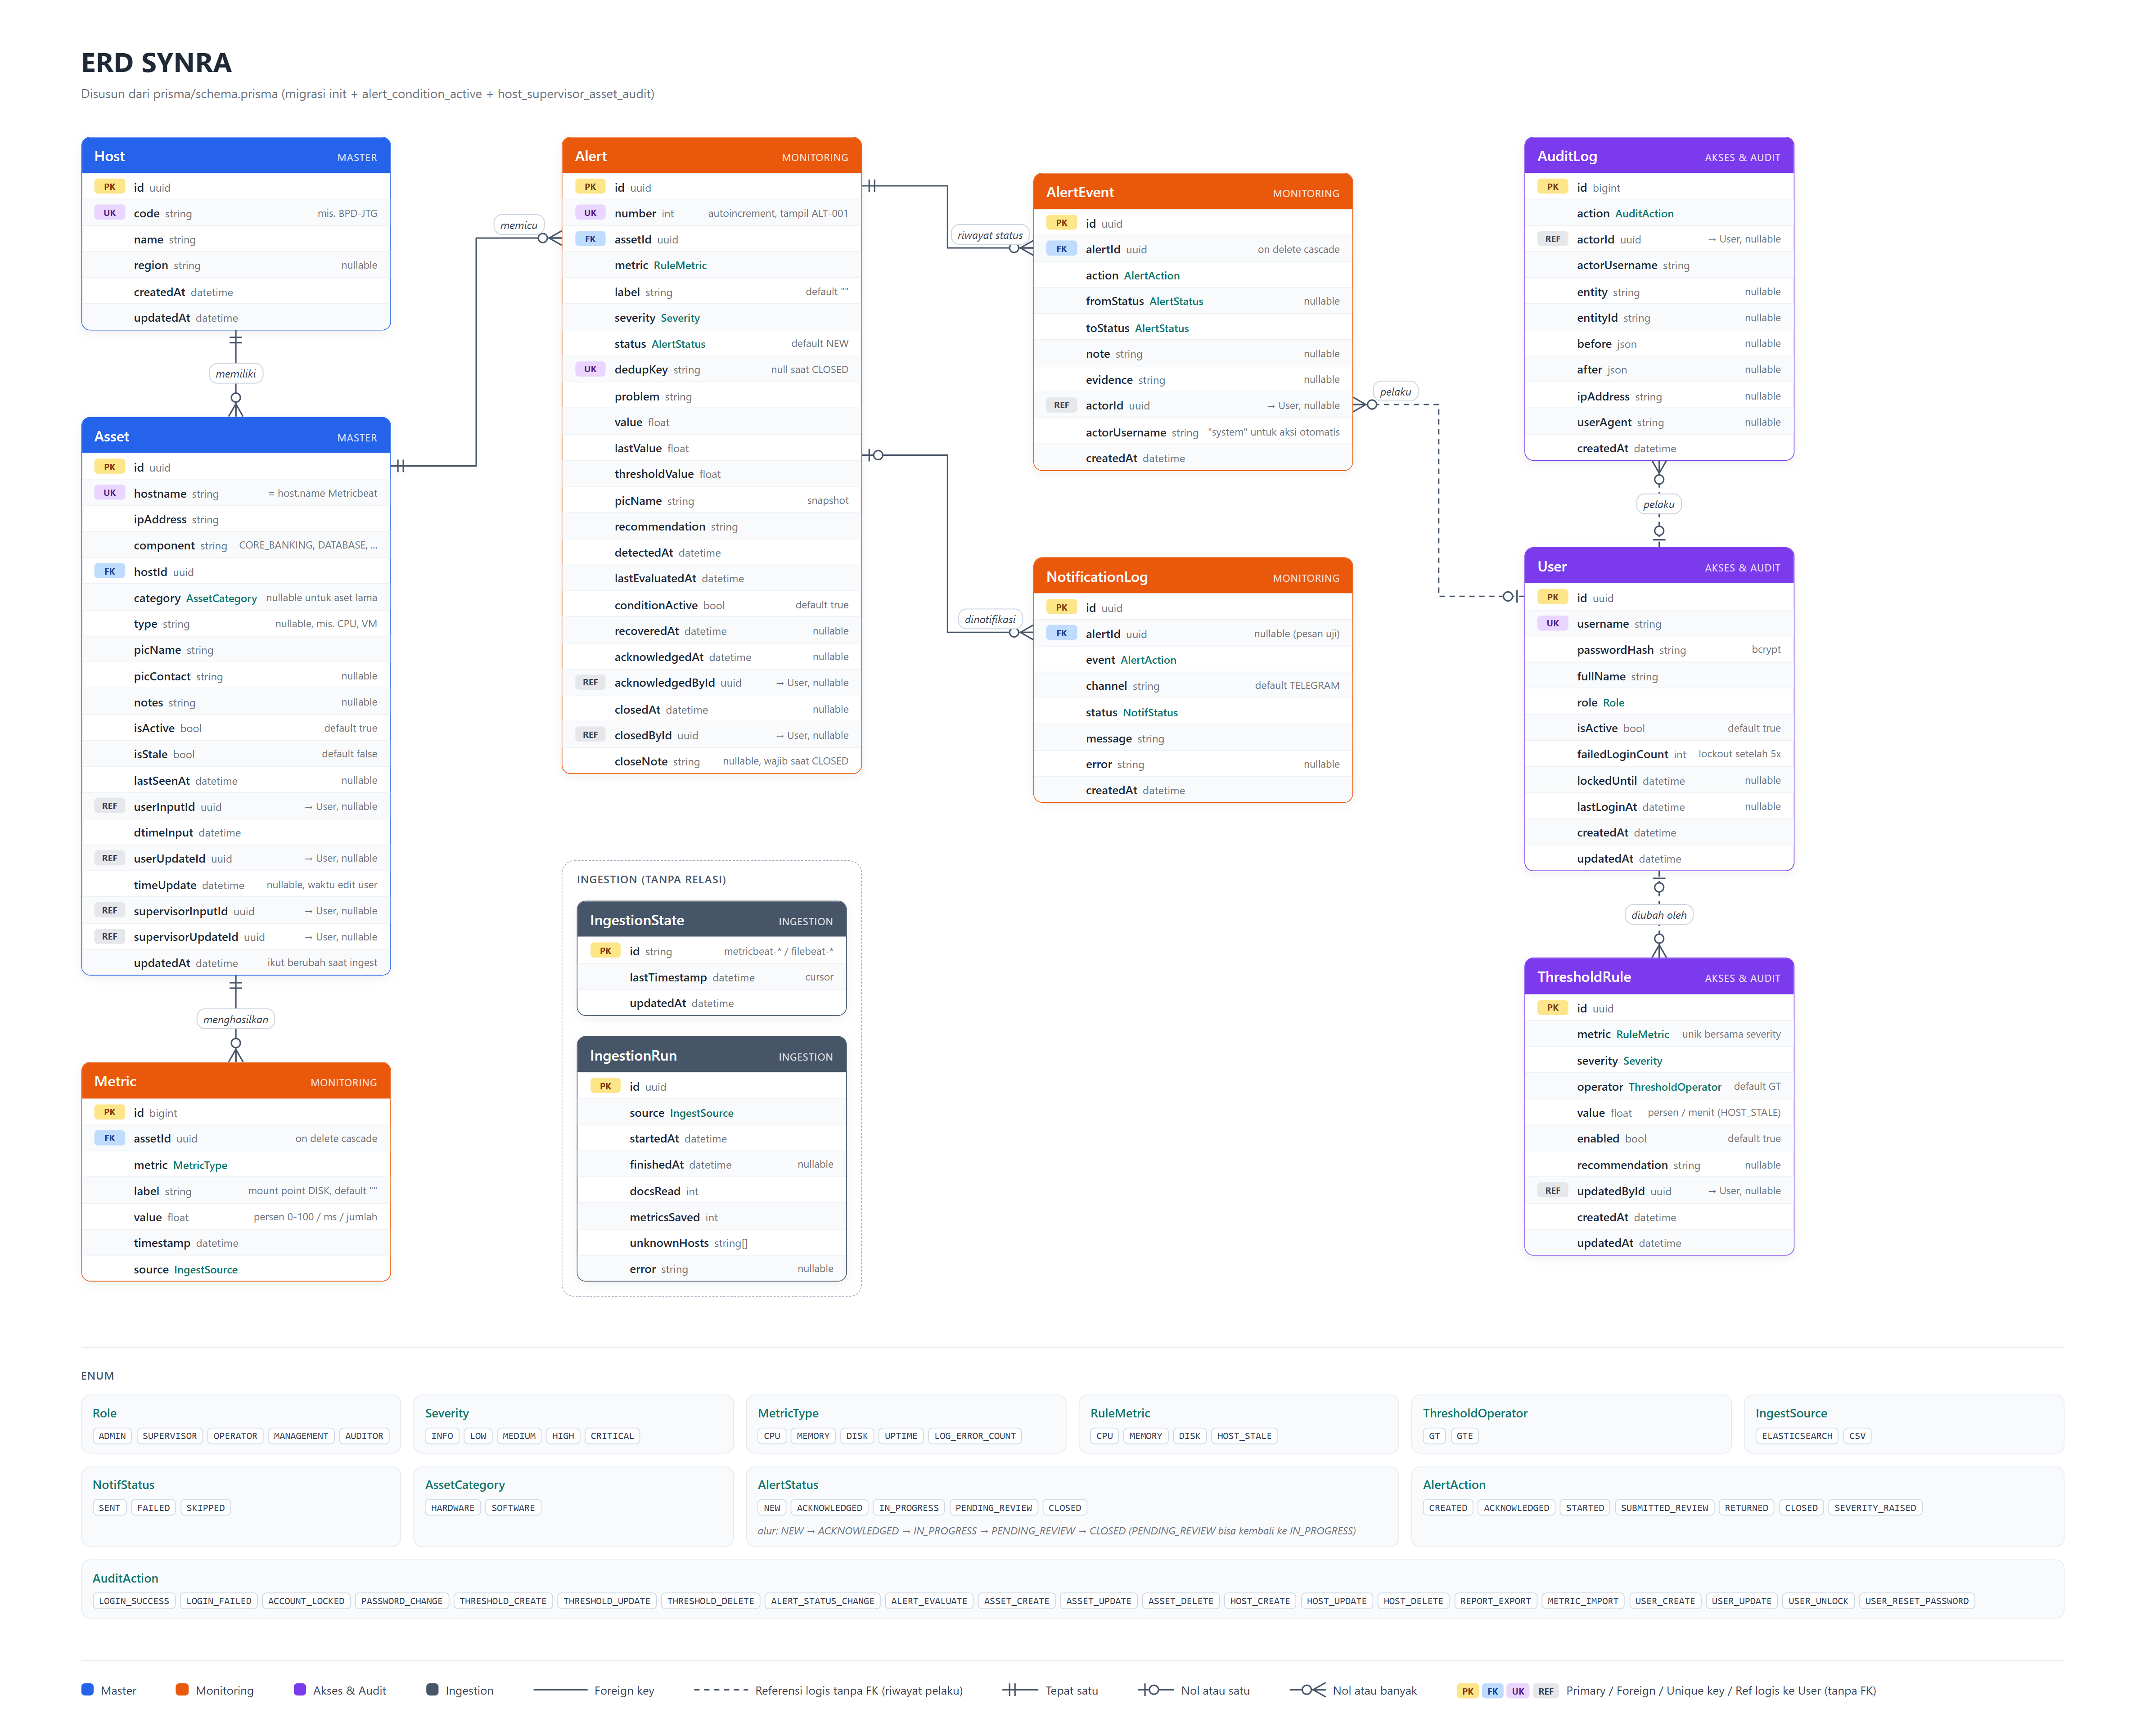 ERD SYNRA
Disusun dari prisma/schema.prisma (migrasi init + alert_condition_active + host_supervisor_asset_audit)
Host MASTER
PK id uuid
UK code string mis. BPD-JTG
name string
region string nullable
createdAt datetime
updatedAt datetime
memiliki
Asset MASTER
PK id uuid
UK hostname string = host.name Metricbeat
ipAddress string
component string CORE_BANKING, DATABASE, ...
FK hostId uuid
category AssetCategory nullable untuk aset lama
type string nullable, mis. CPU, VM
picName string
picContact string nullable
notes string nullable
isActive bool default true
isStale bool default false
lastSeenAt datetime nullable
REF userInputId uuid → User, nullable
dtimeInput datetime
REF userUpdateId uuid → User, nullable
timeUpdate datetime nullable, waktu edit user
REF supervisorInputId uuid → User, nullable
REF supervisorUpdateId uuid → User, nullable
updatedAt datetime ikut berubah saat ingest
menghasilkan
Metric MONITORING
PK id bigint
FK assetId uuid on delete cascade
metric MetricType
label string mount point DISK, default ""
value float persen 0-100 / ms / jumlah
timestamp datetime
source IngestSource
memicu
Alert MONITORING
PK id uuid
UK number int autoincrement, tampil ALT-001
FK assetId uuid
metric RuleMetric
label string default ""
severity Severity
status AlertStatus default NEW
UK dedupKey string null saat CLOSED
problem string
value float
lastValue float
thresholdValue float
picName string snapshot
recommendation string
detectedAt datetime
lastEvaluatedAt datetime
conditionActive bool default true
recoveredAt datetime nullable
acknowledgedAt datetime nullable
REF acknowledgedById uuid → User, nullable
closedAt datetime nullable
REF closedById uuid → User, nullable
closeNote string nullable, wajib saat CLOSED
INGESTION (TANPA RELASI)
IngestionState INGESTION
PK id string metricbeat-* / filebeat-*
lastTimestamp datetime cursor
updatedAt datetime
IngestionRun INGESTION
PK id uuid
source IngestSource
startedAt datetime
finishedAt datetime nullable
docsRead int
metricsSaved int
unknownHosts string[]
error string nullable
riwayat status
AlertEvent MONITORING
PK id uuid
FK alertId uuid on delete cascade
action AlertAction
fromStatus AlertStatus nullable
toStatus AlertStatus
note string nullable
evidence string nullable
REF actorId uuid → User, nullable
actorUsername string "system" untuk aksi otomatis
createdAt datetime
dinotifikasi
NotificationLog MONITORING
PK id uuid
FK alertId uuid nullable (pesan uji)
event AlertAction
channel string default TELEGRAM
status NotifStatus
message string
error string nullable
createdAt datetime
pelaku
AuditLog AKSES & AUDIT
PK id bigint
action AuditAction
REF actorId uuid → User, nullable
actorUsername string
entity string nullable
entityId string nullable
before json nullable
after json nullable
ipAddress string nullable
userAgent string nullable
createdAt datetime
pelaku
User AKSES & AUDIT
PK id uuid
UK username string
passwordHash string bcrypt
fullName string
role Role
isActive bool default true
failedLoginCount int lockout setelah 5x
lockedUntil datetime nullable
lastLoginAt datetime nullable
createdAt datetime
updatedAt datetime
diubah oleh
ThresholdRule AKSES & AUDIT
PK id uuid
metric RuleMetric unik bersama severity
severity Severity
operator ThresholdOperator default GT
value float persen / menit (HOST_STALE)
enabled bool default true
recommendation string nullable
REF updatedById uuid → User, nullable
createdAt datetime
updatedAt datetime
ENUM
Role
ADMIN SUPERVISOR OPERATOR MANAGEMENT AUDITOR
Severity
INFO LOW MEDIUM HIGH CRITICAL
MetricType
CPU MEMORY DISK UPTIME LOG_ERROR_COUNT
RuleMetric
CPU MEMORY DISK HOST_STALE
ThresholdOperator
GT GTE
IngestSource
ELASTICSEARCH CSV
NotifStatus
SENT FAILED SKIPPED
AssetCategory
HARDWARE SOFTWARE
AlertStatus
NEW ACKNOWLEDGED IN_PROGRESS PENDING_REVIEW CLOSED
alur: NEW → ACKNOWLEDGED → IN_PROGRESS → PENDING_REVIEW → CLOSED (PENDING_REVIEW bisa kembali ke IN_PROGRESS)
AlertAction
CREATED ACKNOWLEDGED STARTED SUBMITTED_REVIEW RETURNED CLOSED SEVERITY_RAISED
AuditAction
LOGIN_SUCCESS LOGIN_FAILED ACCOUNT_LOCKED PASSWORD_CHANGE THRESHOLD_CREATE THRESHOLD_UPDATE THRESHOLD_DELETE ALERT_STATUS_CHANGE ALERT_EVALUATE ASSET_CREATE ASSET_UPDATE ASSET_DELETE HOST_CREATE HOST_UPDATE HOST_DELETE REPORT_EXPORT METRIC_IMPORT USER_CREATE USER_UPDATE USER_UNLOCK USER_RESET_PASSWORD
Master Monitoring Akses & Audit Ingestion Foreign key Referensi logis tanpa FK (riwayat pelaku) Tepat satu Nol atau satu Nol atau banyak PK FK UK REF Primary / Foreign / Unique key / Ref logis ke User (tanpa FK)